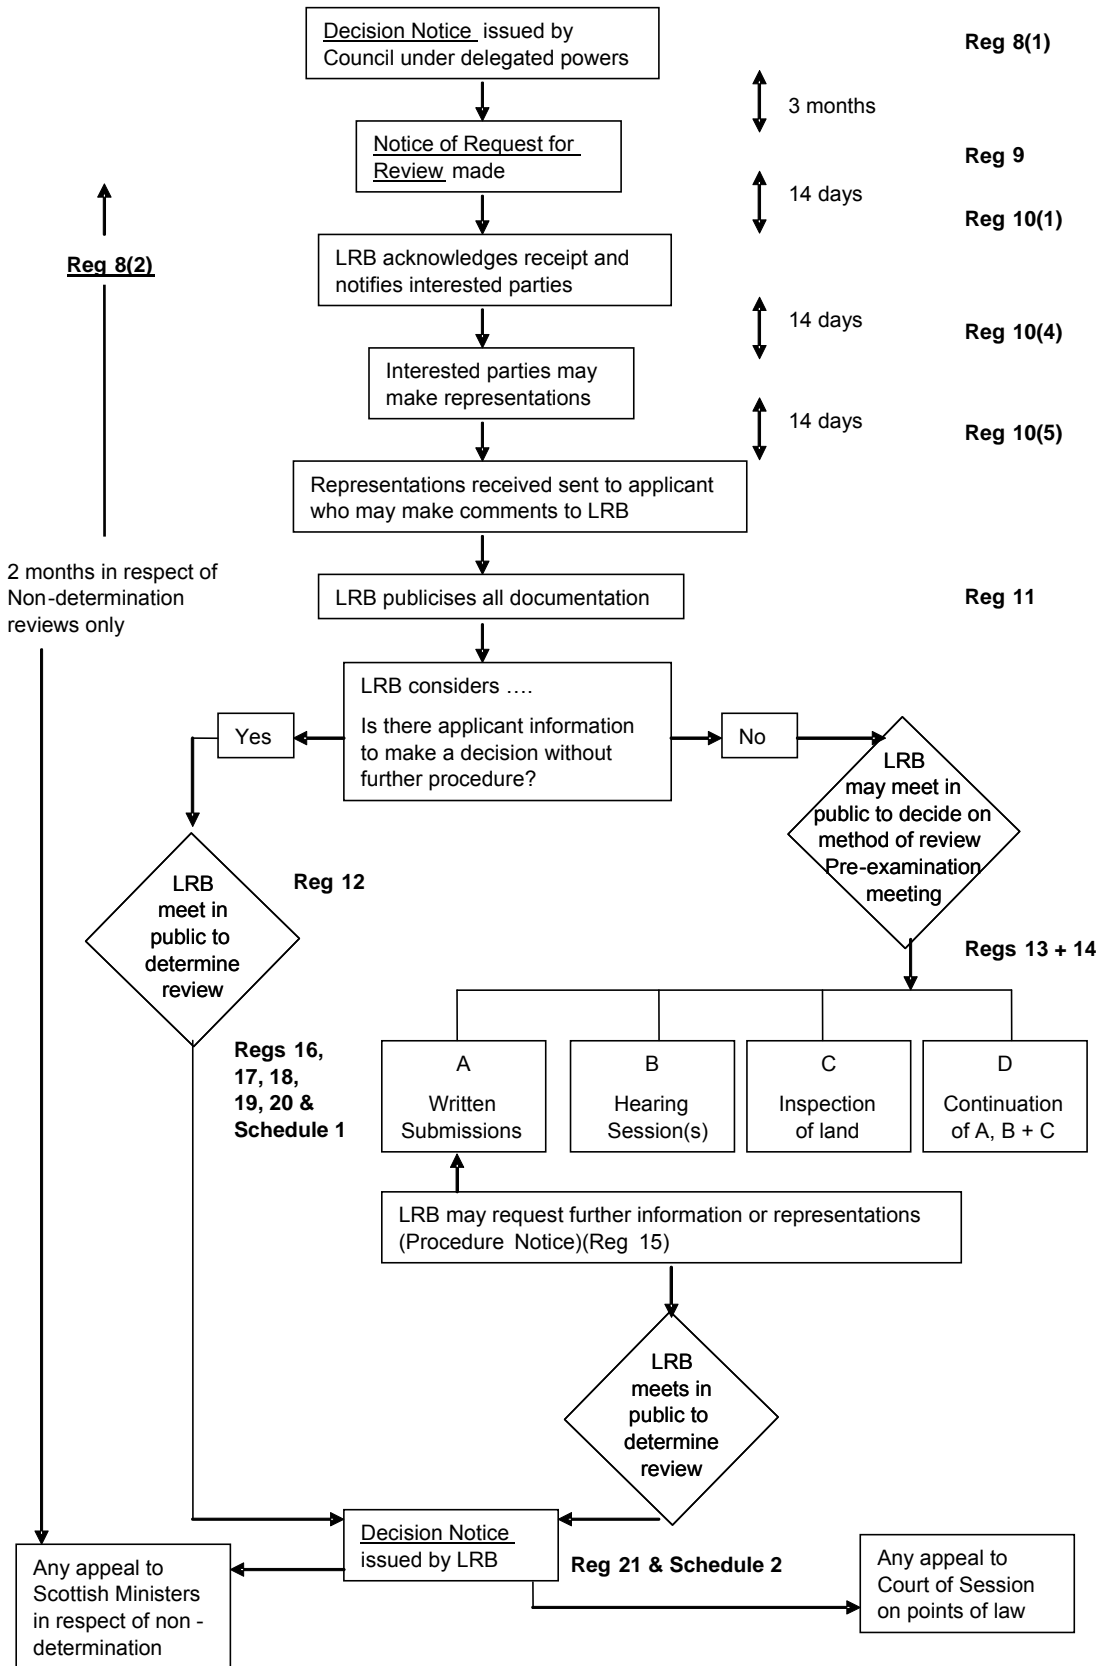 Decision Notice issued by
Council under delegated powers
Reg 8(1)
3 months
Notice of Request for
Review made
Reg 9
14 days
Reg 10(1)
Reg 8(2)
LRB acknowledges receipt and
notifies interested parties
14 days
Reg 10(4)
Interested parties may
make representations
14 days
Reg 10(5)
Representations received sent to applicant
who may make comments to LRB
2 months in respect of
Non-determination
reviews only
LRB publicises all documentation
Reg 11
LRB considers ....
Is there applicant information
to make a decision without
further procedure?
Yes
No
LRB
may meet in
public to decide on
method of review
Pre-examination
meeting
LRB
meet in
public to
determine
review
Reg 12
Regs 13 + 14
Regs 16,
17, 18,
19, 20 &
Schedule 1
A
Written
Submissions
B
Hearing
Session(s)
C
Inspection
of land
D
Continuation
of A, B + C
LRB may request further information or representations
(Procedure Notice)(Reg 15)
LRB
meets in
public to
determine
review
Decision Notice
issued by LRB
Reg 21 & Schedule 2
Any appeal to
Scottish Ministers
in respect of non -
determination
Any appeal to
Court of Session
on points of law